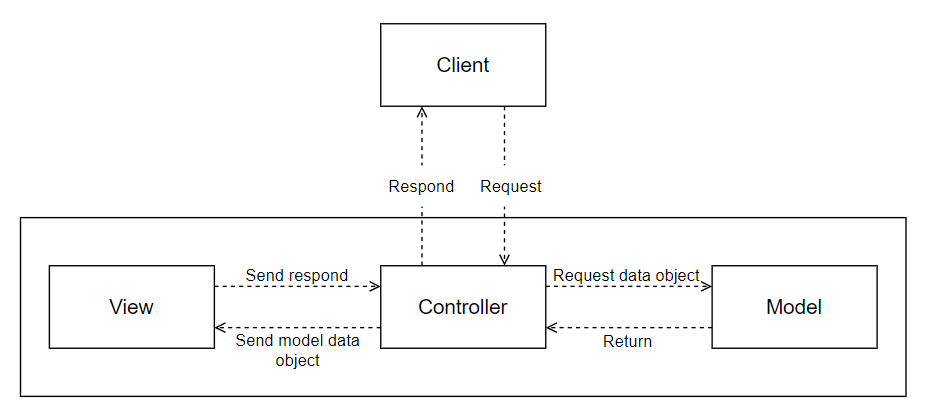 Client
Respond
Request
Send respond
Request data object
View
Controller
Model
Send model data
object
Return